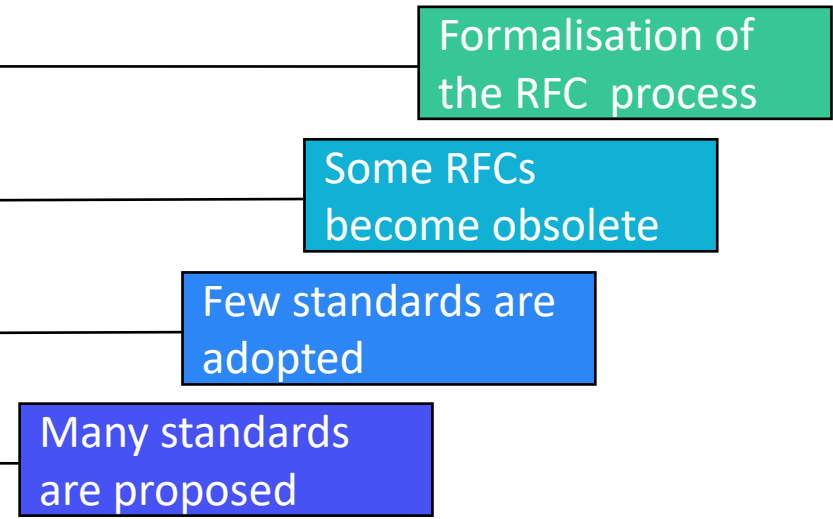 Formalisation of
the RFC process
Some RFCs
become obsolete
Few standards are
adopted
Many standards
are proposed